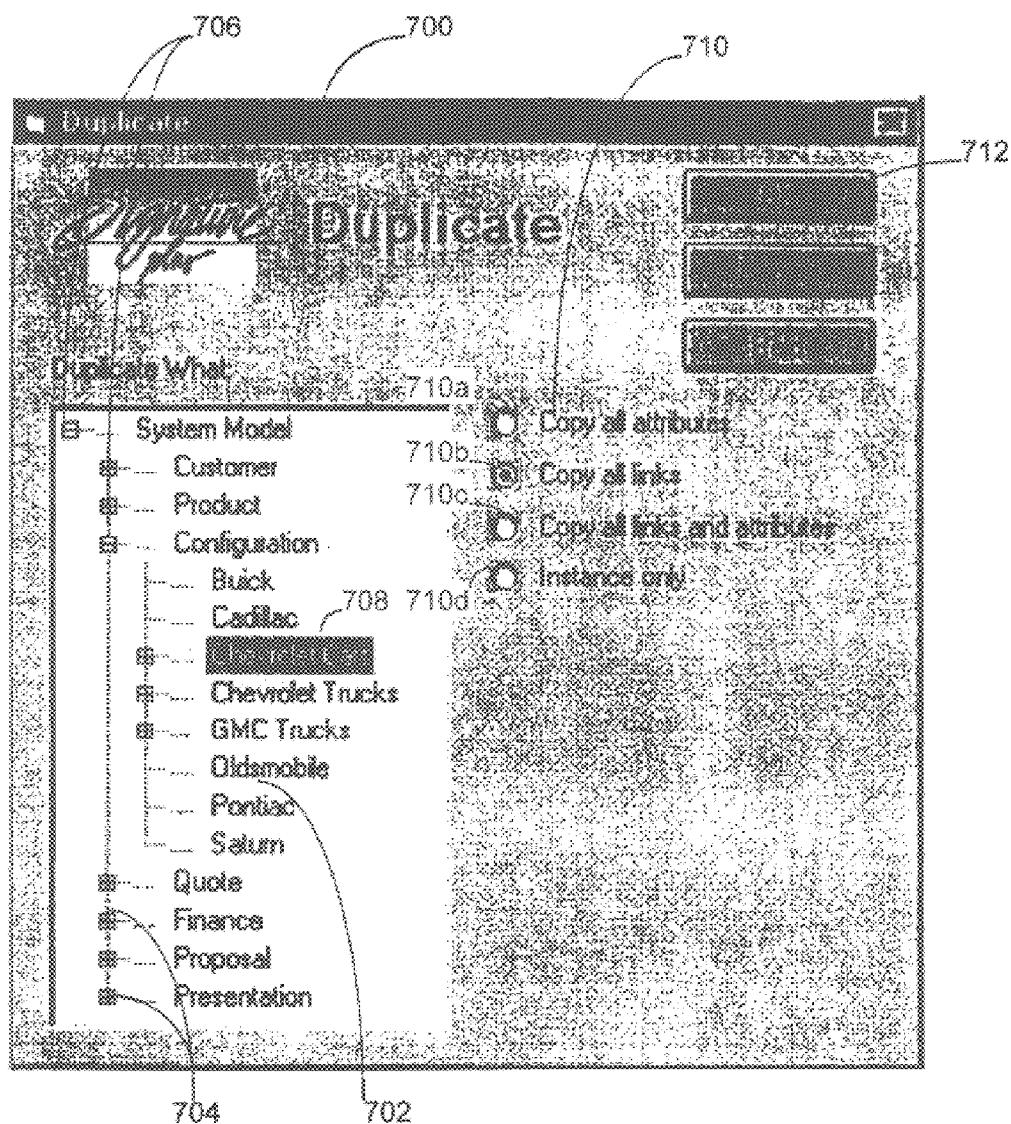 706
700
710
Duplicate
712
Duplicate
plus
Duplicate What:
710a
Copy all attributes
System Model
710b
Copy all links
Customer
710c
Copy all links and attributes
Product
Configuration
710d
Instance only
Buick
Cadillac
708
Chevrolet Trucks
GMC Trucks
Oldsmobile
Pontiac
Saturn
Quote
Finance
Proposal
Presentation
704
702